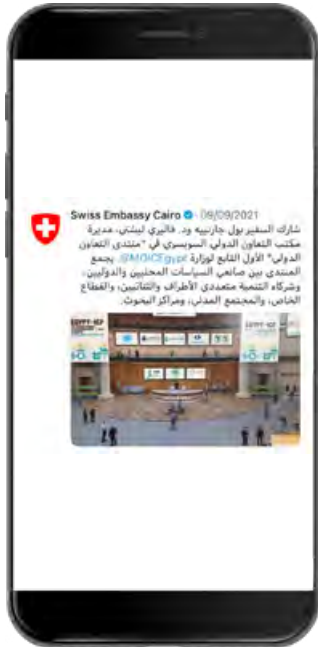 Swiss Embassy Cairo · 09/09/2021
شارك السفير بول جارنييه ود. فاليري ليشتي، مديرة
مكتب التعاون الدولي السويسري في "منتدى التعاون
الدولي" الأول التابع لوزارة @MOICEgypt. يجمع
المنتدى بين صانعي السياسات المحليين والدوليين،
وشركاء التنمية متعددي الأطراف والثنائيين، والقطاع
الخاص، والمجتمع المدني، ومراكز البحوث.
EGYPT-ICF